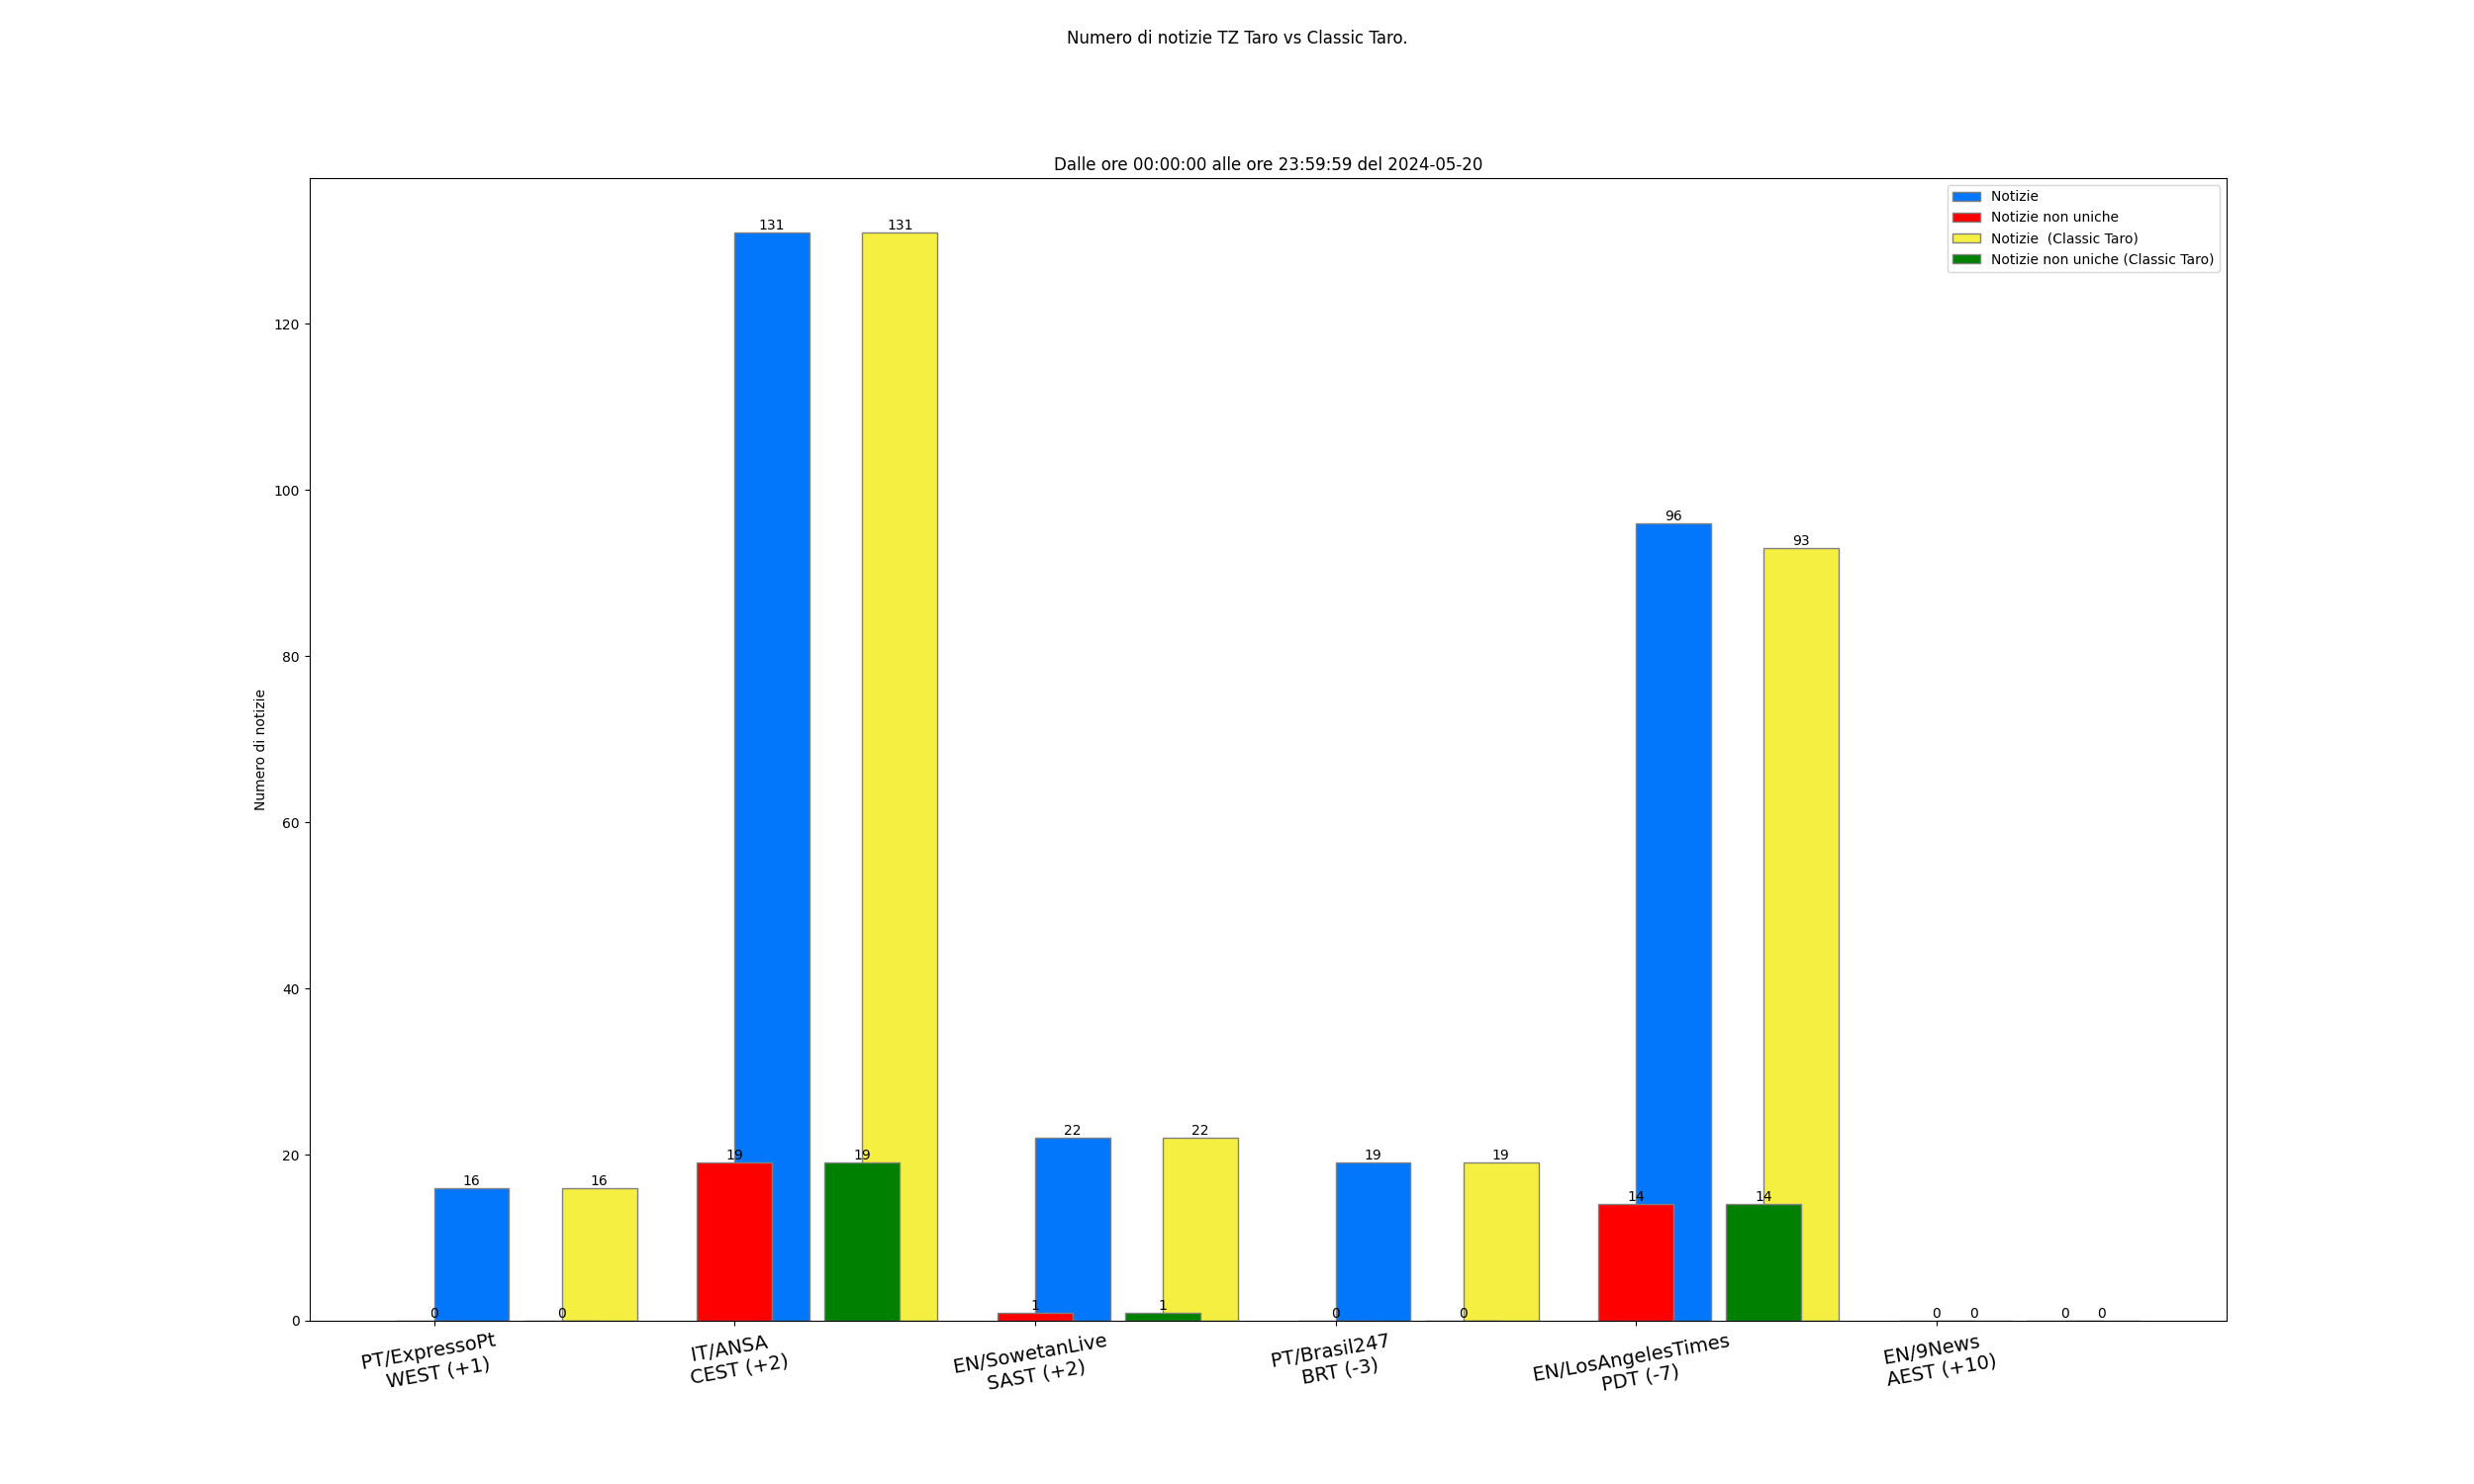 Numero di notizie TZ Taro vs Classic Taro.
Dalle ore 00:00:00 alle ore 23:59:59 del 2024-05-20
Notizie
Notizie non uniche
Notizie  (Classic Taro)
Notizie non uniche (Classic Taro)
Numero di notizie
120
100
80
60
40
20
0
0
16
0
16
19
131
19
131
1
22
1
22
0
19
0
19
14
96
14
93
0
0
0
0
PT/ExpressoPt
WEST (+1)
IT/ANSA
CEST (+2)
EN/SowetanLive
SAST (+2)
PT/Brasil247
BRT (-3)
EN/LosAngelesTimes
PDT (-7)
EN/9News
AEST (+10)